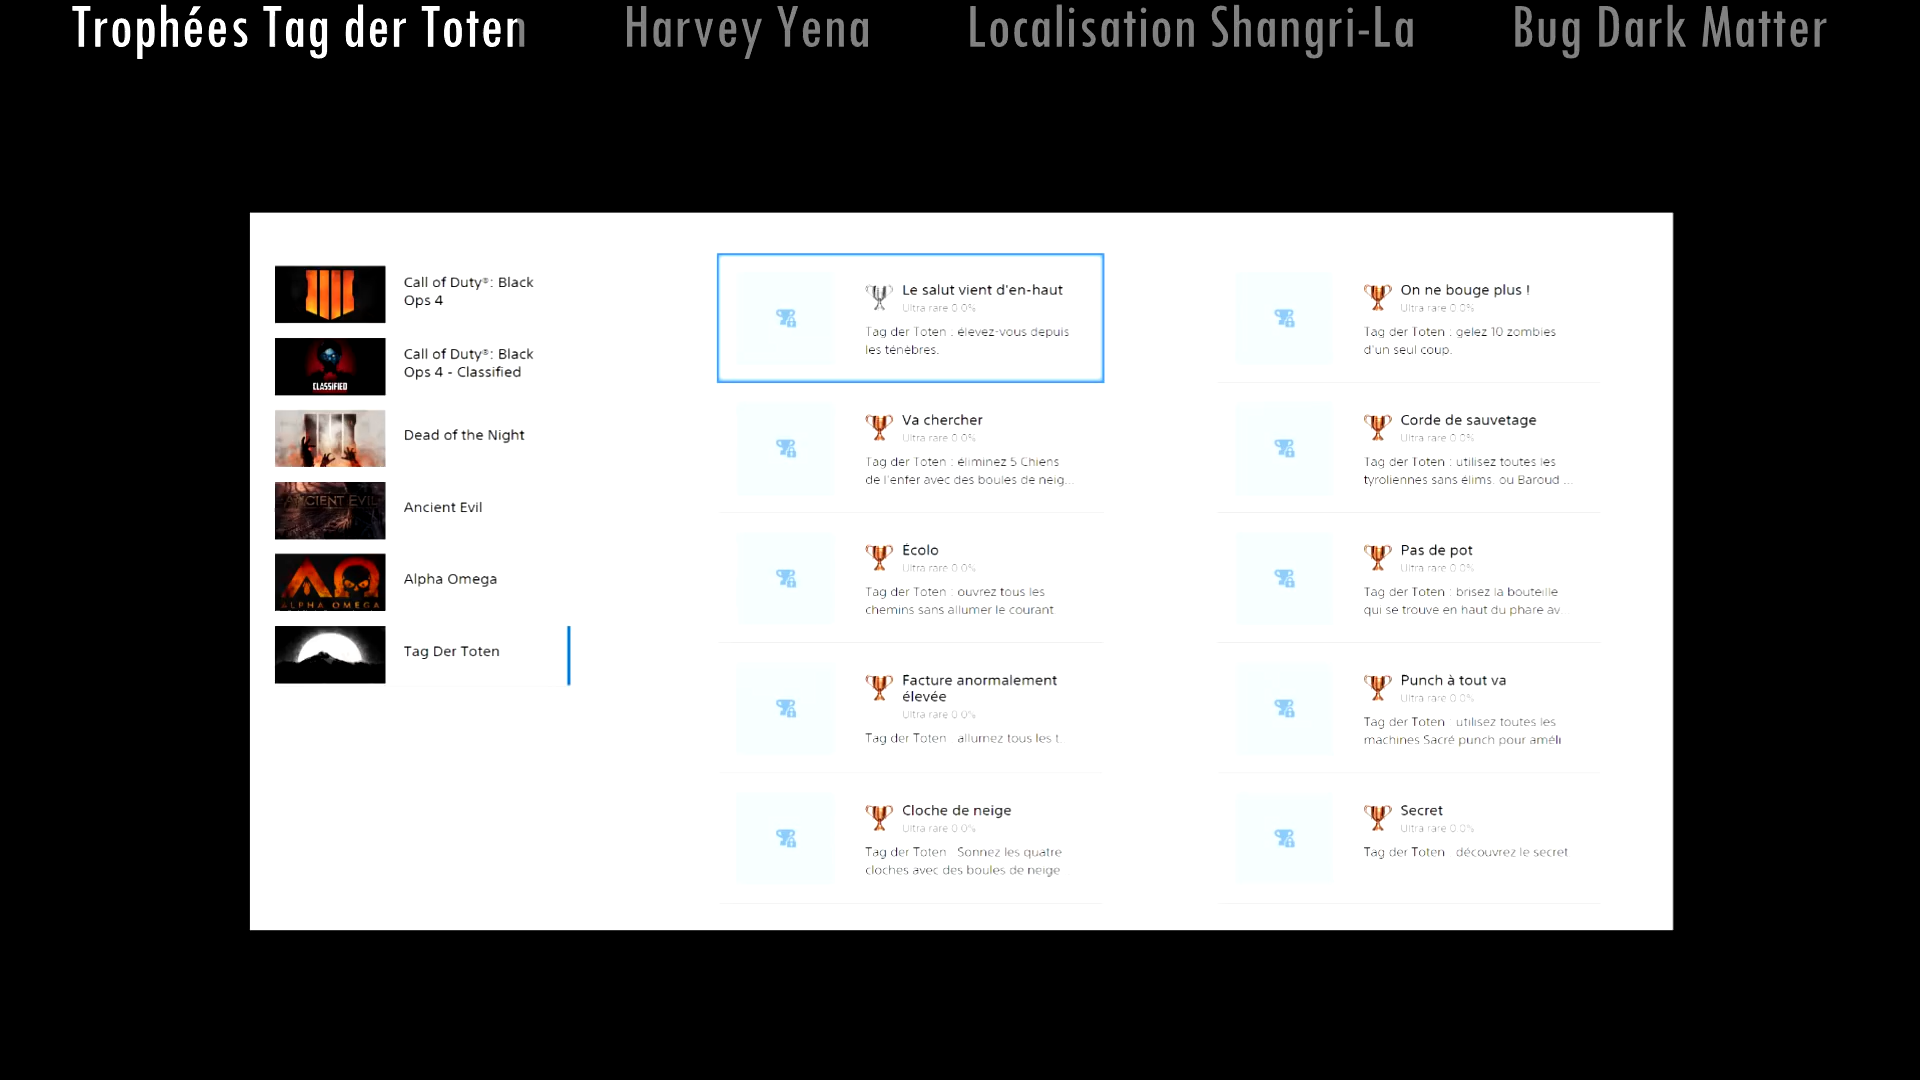 Trophées Tag der Toten
Harvey Yena
Localisation Shangri-La
Bug Dark Matter
Call of Duty®: Black
Ops 4
CLASSIFIED
Call of Duty®: Black
Ops 4 - Classified
Dead of the Night
ANCIENT EVIL
Ancient Evil
ALPHA OMEGA
Alpha Omega
Tag Der Toten
Le salut vient d'en-haut
Ultra rare 0.0%
Tag der Toten : élevez-vous depuis
les ténèbres.
On ne bouge plus !
Ultra rare 0.0%
Tag der Toten : gelez 10 zombies
d'un seul coup.
Va chercher
Ultra rare 0.0%
Tag der Toten : éliminez 5 Chiens
de l'enfer avec des boules de neig...
Corde de sauvetage
Ultra rare 0.0%
Tag der Toten : utilisez toutes les
tyroliennes sans élims. ou Baroud ...
Écolo
Ultra rare 0.0%
Tag der Toten : ouvrez tous les
chemins sans allumer le courant.
Pas de pot
Ultra rare 0.0%
Tag der Toten : brisez la bouteille
qui se trouve en haut du phare av...
Facture anormalement
élevée
Ultra rare 0.0%
Tag der Toten : allumez tous les t...
Punch à tout va
Ultra rare 0.0%
Tag der Toten : utilisez toutes les
machines Sacré punch pour améli...
Cloche de neige
Ultra rare 0.0%
Tag der Toten : Sonnez les quatre
cloches avec des boules de neige
Secret
Ultra rare 0.0%
Tag der Toten : découvrez le secret